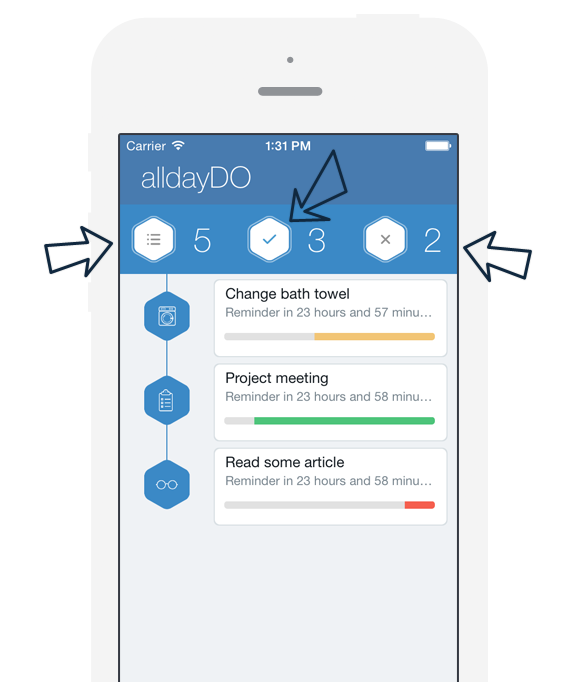 Carrier 1:31 PM
alldayDO
5 3 2
Change bath towel
Reminder in 23 hours and 57 minu...
Project meeting
Reminder in 23 hours and 58 minu...
Read some article
Reminder in 23 hours and 58 minu...